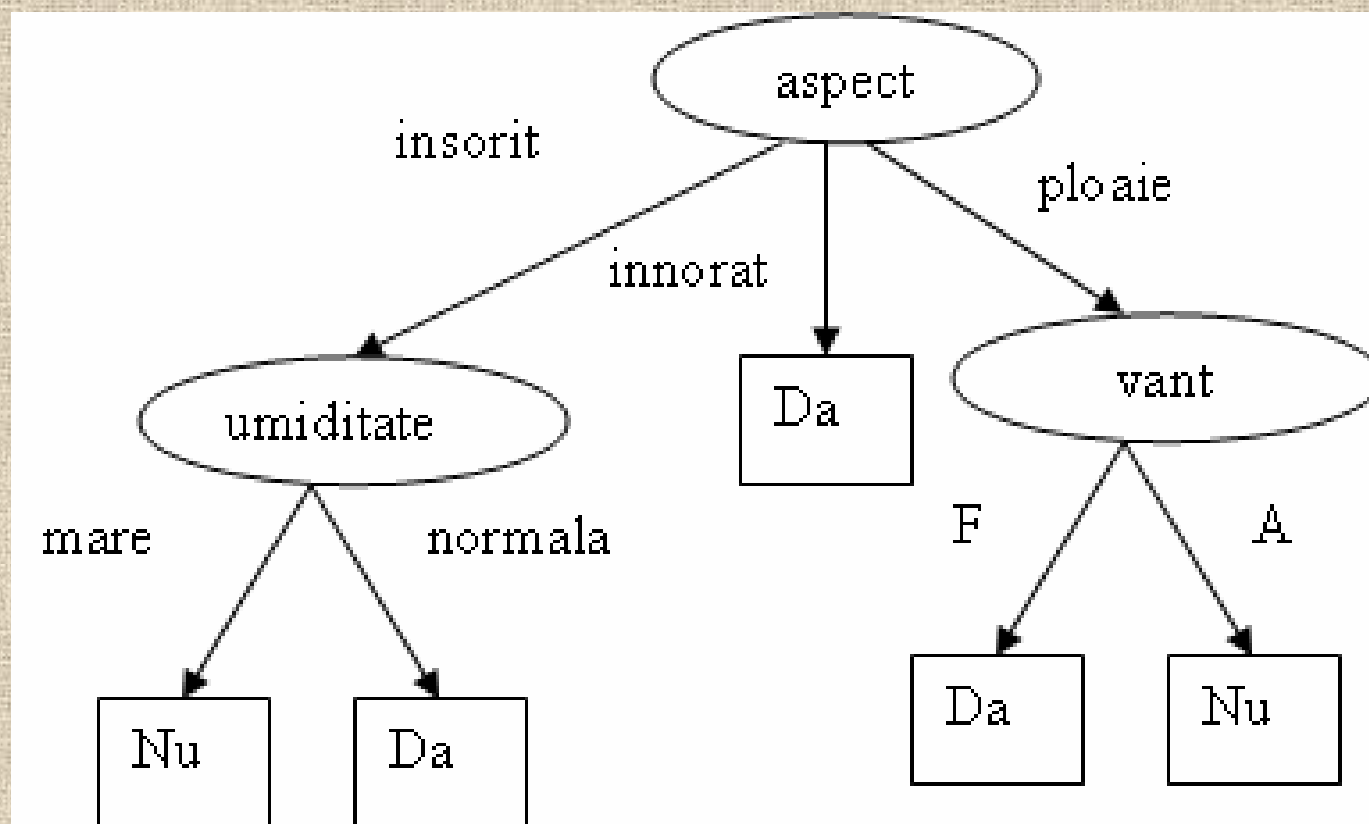 aspect
insorit
ploaie
innorat
umiditate
Da
vant
mare
normala
F
A
Nu
Da
Da
Nu